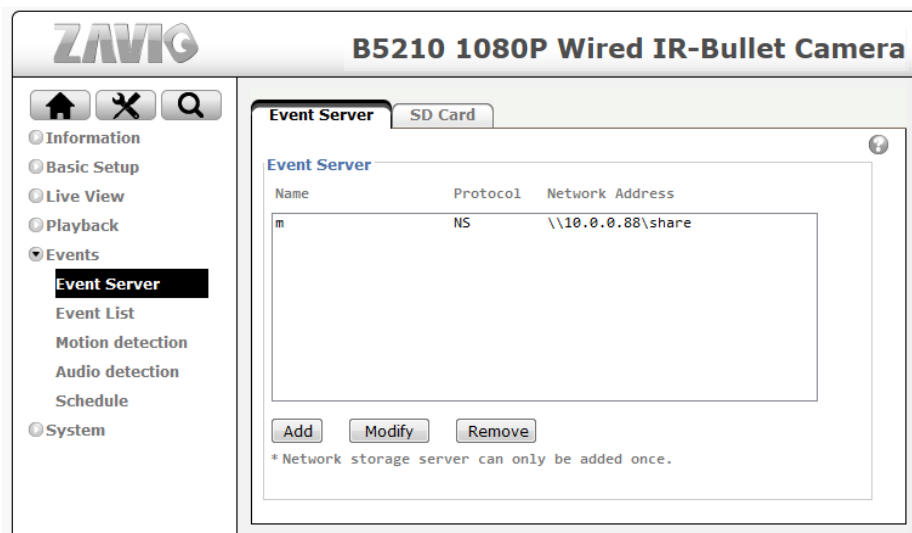 ZAVIO
B5210 1080P Wired IR-Bullet Camera
Information
Basic Setup
Live View
Playback
Events
Event Server
Event List
Motion detection
Audio detection
Schedule
System
Event Server SD Card
Event Server
Name Protocol Network Address
m NS \\10.0.0.88\share
Add Modify Remove
* Network storage server can only be added once.